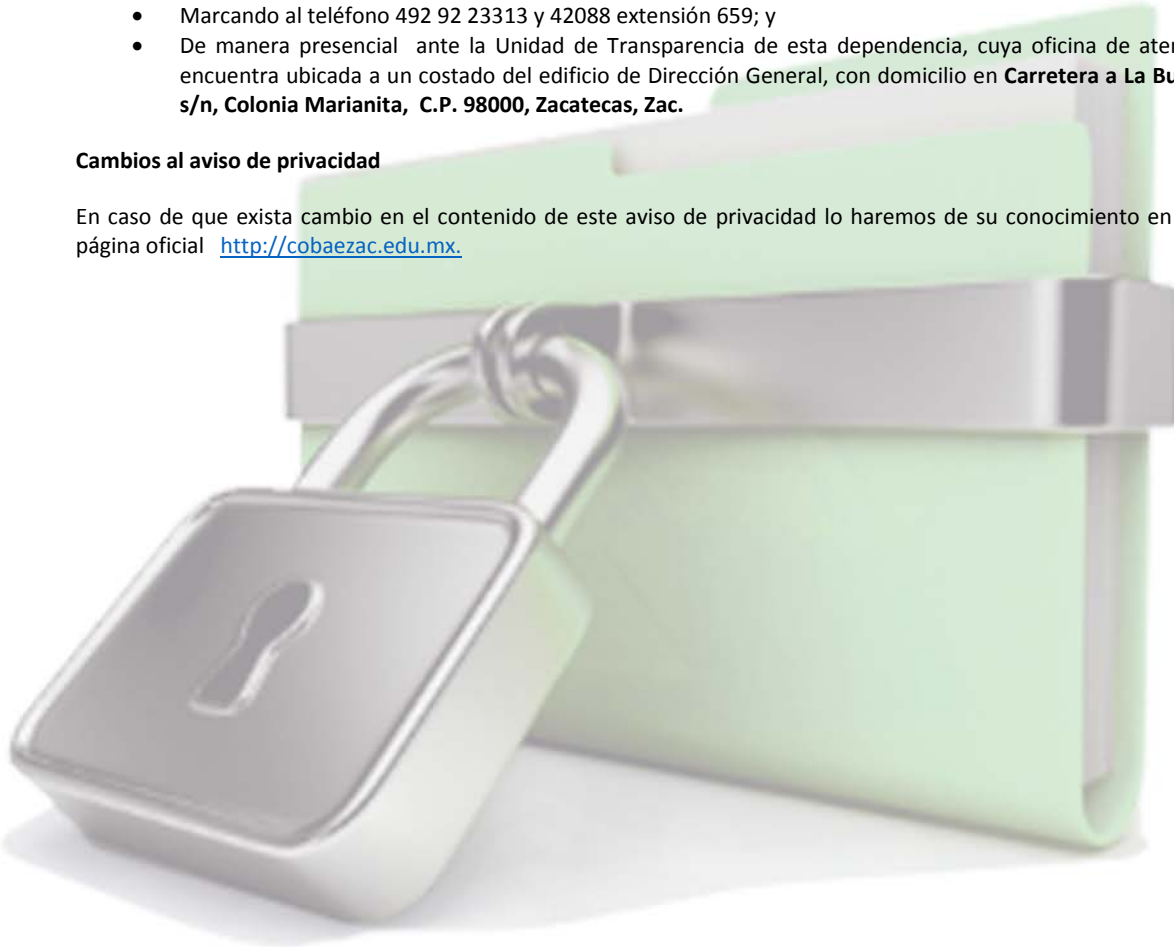 • Marcando al teléfono 492 92 23313 y 42088 extensión 659; y
• De manera presencial ante la Unidad de Transparencia de esta dependencia, cuya oficina de
encuentra ubicada a un costado del edificio de Dirección General, con domicilio en Carretera a La
s/n, Colonia Marianita, C.P. 98000, Zacatecas, Zac.
Cambios al aviso de privacidad
En caso de que exista cambio en el contenido de este aviso de privacidad lo haremos de su conocimiento en
página oficial http://cobaezac.edu.mx.